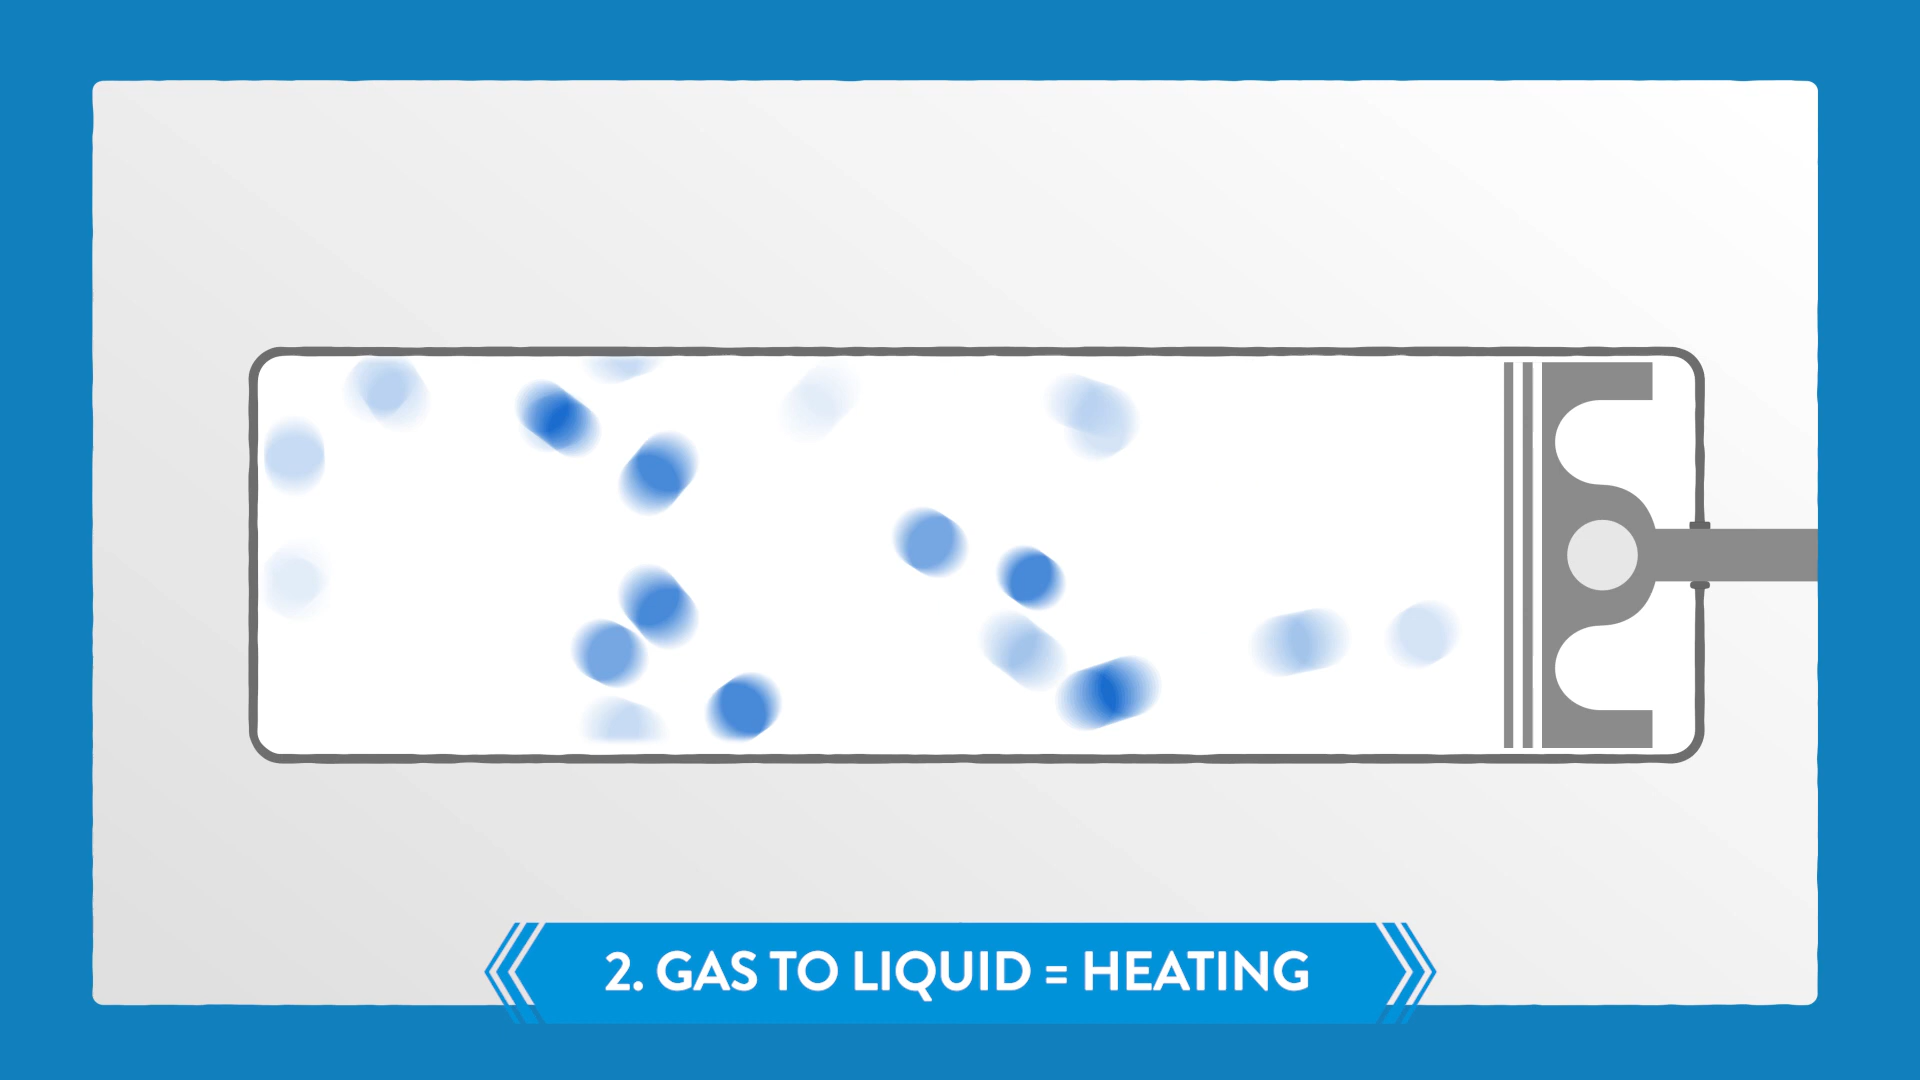 2. GAS TO LIQUID = HEATING